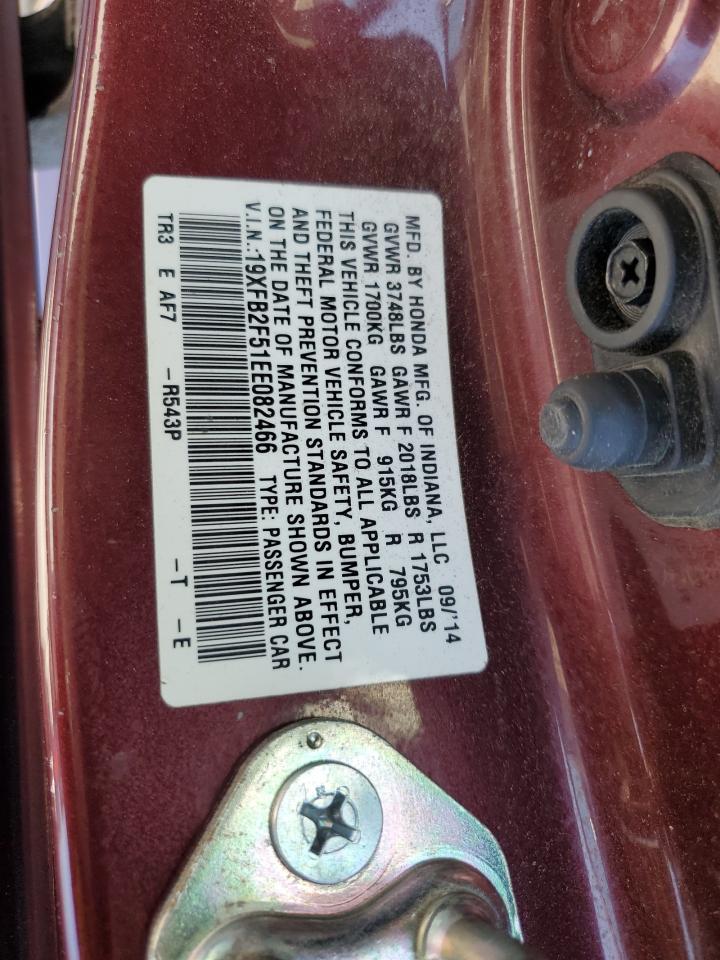 MFD. BY HONDA MFG. OF INDIANA, LLC 09/'14
GVWR 3748LBS GAWR F 2018LBS R 1753LBS
GVWR 1700KG GAWR F 915KG R 795KG
THIS VEHICLE CONFORMS TO ALL APPLICABLE
FEDERAL MOTOR VEHICLE SAFETY, BUMPER,
AND THEFT PREVENTION STANDARDS IN EFFECT
ON THE DATE OF MANUFACTURE SHOWN ABOVE.
V.I.N.:19XFB2F51EE082466 TYPE: PASSENGER CAR
TR3 E AF7 -R543P -T -E